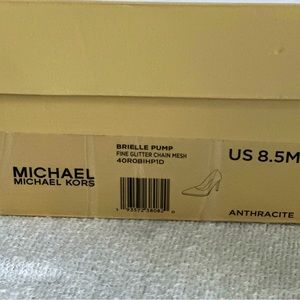 BRIELLE PUMP
FINE GLITTER CHAIN MESH
40R0BIHP1D
US 8.5M
MICHAEL
MICHAEL KORS
ANTHRACITE